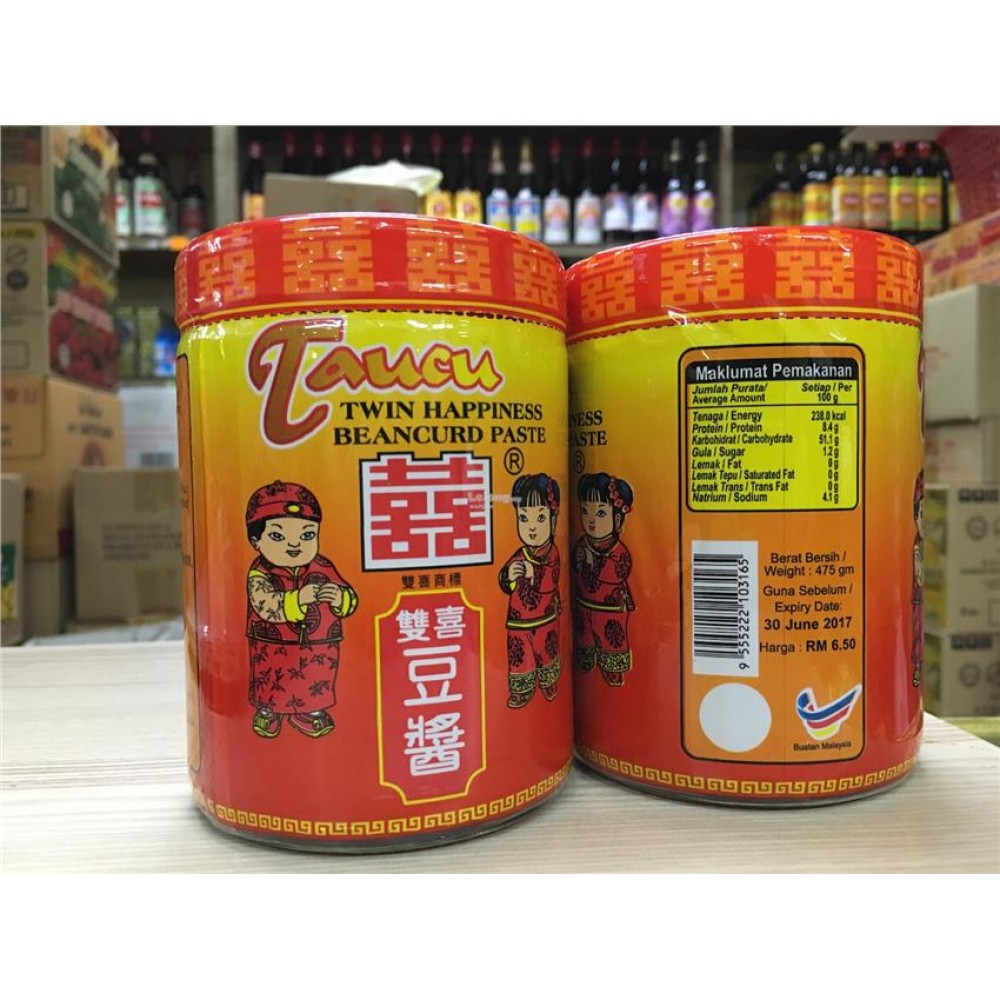 Taucu
TWIN HAPPINESS
BEANCURD PASTE
®
囍
Lelong
雙喜商標
雙喜
豆
醬
NESS
PASTE
®
Maklumat Pemakanan
Jumlah Purata/ Setiap / Per
Average Amount 100 g
Tenaga / Energy 238.0 kcal
Protein / Protein 8.4 g
Karbohidrat / Carbohydrate 51.1 g
Gula / Sugar 1.2 g
Lemak / Fat 0 g
Lemak Tepu / Saturated Fat 0 g
Lemak Trans / Trans Fat 0 g
Natrium / Sodium 4.1 g
Berat Bersih /
Weight : 475 gm
Guna Sebelum /
Expiry Date:
30 June 2017
Harga : RM 6.50
9 555222 103165
Buatan Malaysia